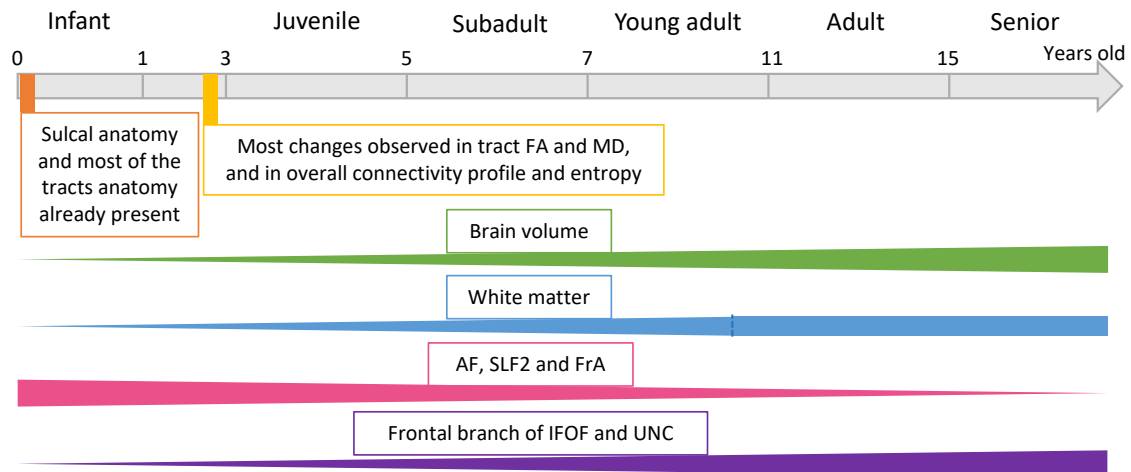 Infant Juvenile Subadult Young adult Adult Senior
0 1 3 5 7 11 15 Years old
Sulcal anatomy
and most of the
tracts anatomy
already present
Most changes observed in tract FA and MD,
and in overall connectivity profile and entropy
Brain volume
White matter
AF, SLF2 and FrA
Frontal branch of IFOF and UNC